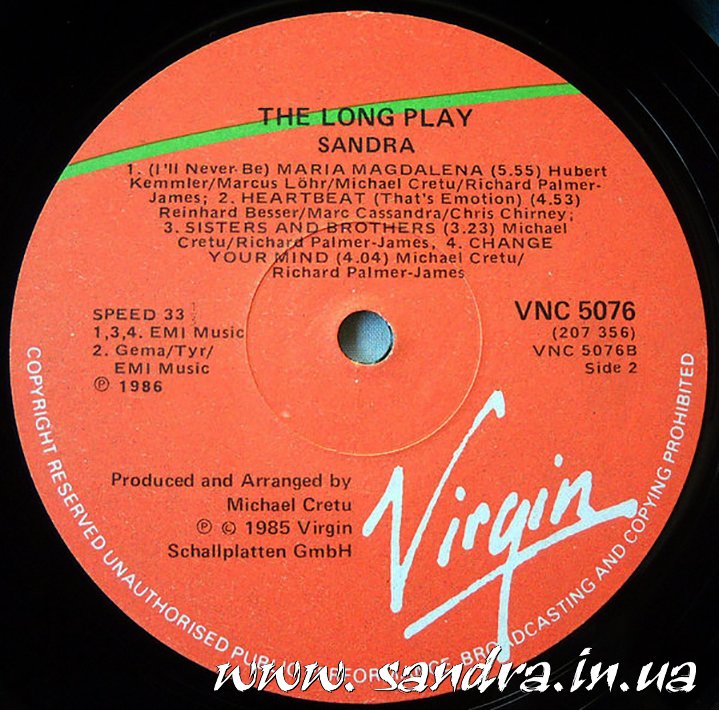 THE LONG PLAY
SANDRA
1. (I'll Never Be) MARIA MAGDALENA (5.55) Hubert
Kemmler/Marcus Löhr/Michael Cretu/Richard Palmer-
James; 2. HEARTBEAT (That's Emotion) (4.53)
Reinhard Besser/Marc Cassandra/Chris Chirney;
3. SISTERS AND BROTHERS (3.23) Michael
Cretu/Richard Palmer-James, 4. CHANGE
YOUR MIND (4.04) Michael Cretu/
Richard Palmer-James
SPEED 33 1/3
1,3,4. EMI Music
2. Gema/Tyr/
EMI Music
℗ 1986
VNC 5076
(207 356)
VNC 5076B
Side 2
Produced and Arranged by
Michael Cretu
℗ © 1985 Virgin
Schallplatten GmbH
Virgin
COPYRIGHT RESERVED UNAUTHORISED PUBLIC PERFORMANCE, BROADCASTING AND COPYING PROHIBITED
www.sandra.in.ua